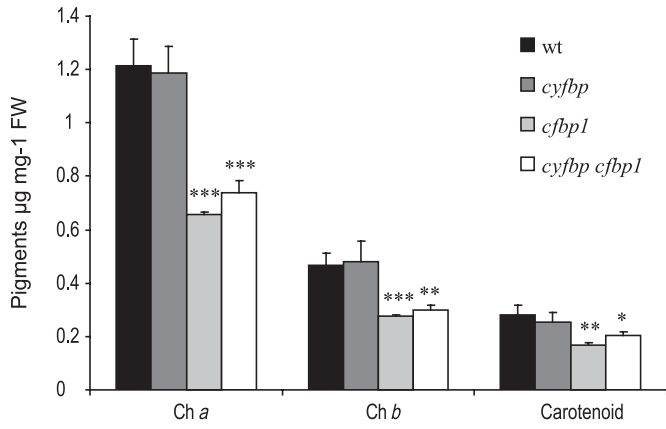 Pigments µg mg-1 FW
1.4
1.2
1
0.8
0.6
0.4
0.2
0
wt
cyfbp
cfbp1
cyfbp cfbp1
***
***
***
**
**
*
Ch a
Ch b
Carotenoid